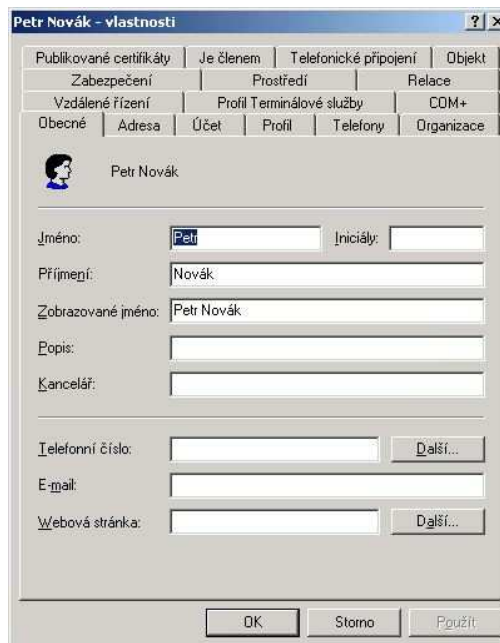 Petr Novák - vlastnosti
Publikované certifikáty Je členem Telefonické připojení Objekt
Zabezpečení Prostředí Relace
Vzdálené řízení Profil Terminálové služby COM+
Obecné Adresa Účet Profil Telefony Organizace
Petr Novák
Jméno: Petr Iniciály:
Příjmení: Novák
Zobrazované jméno: Petr Novák
Popis:
Kancelář:
Telefonní číslo: Další...
E-mail:
Webová stránka: Další...
OK Storno Použít